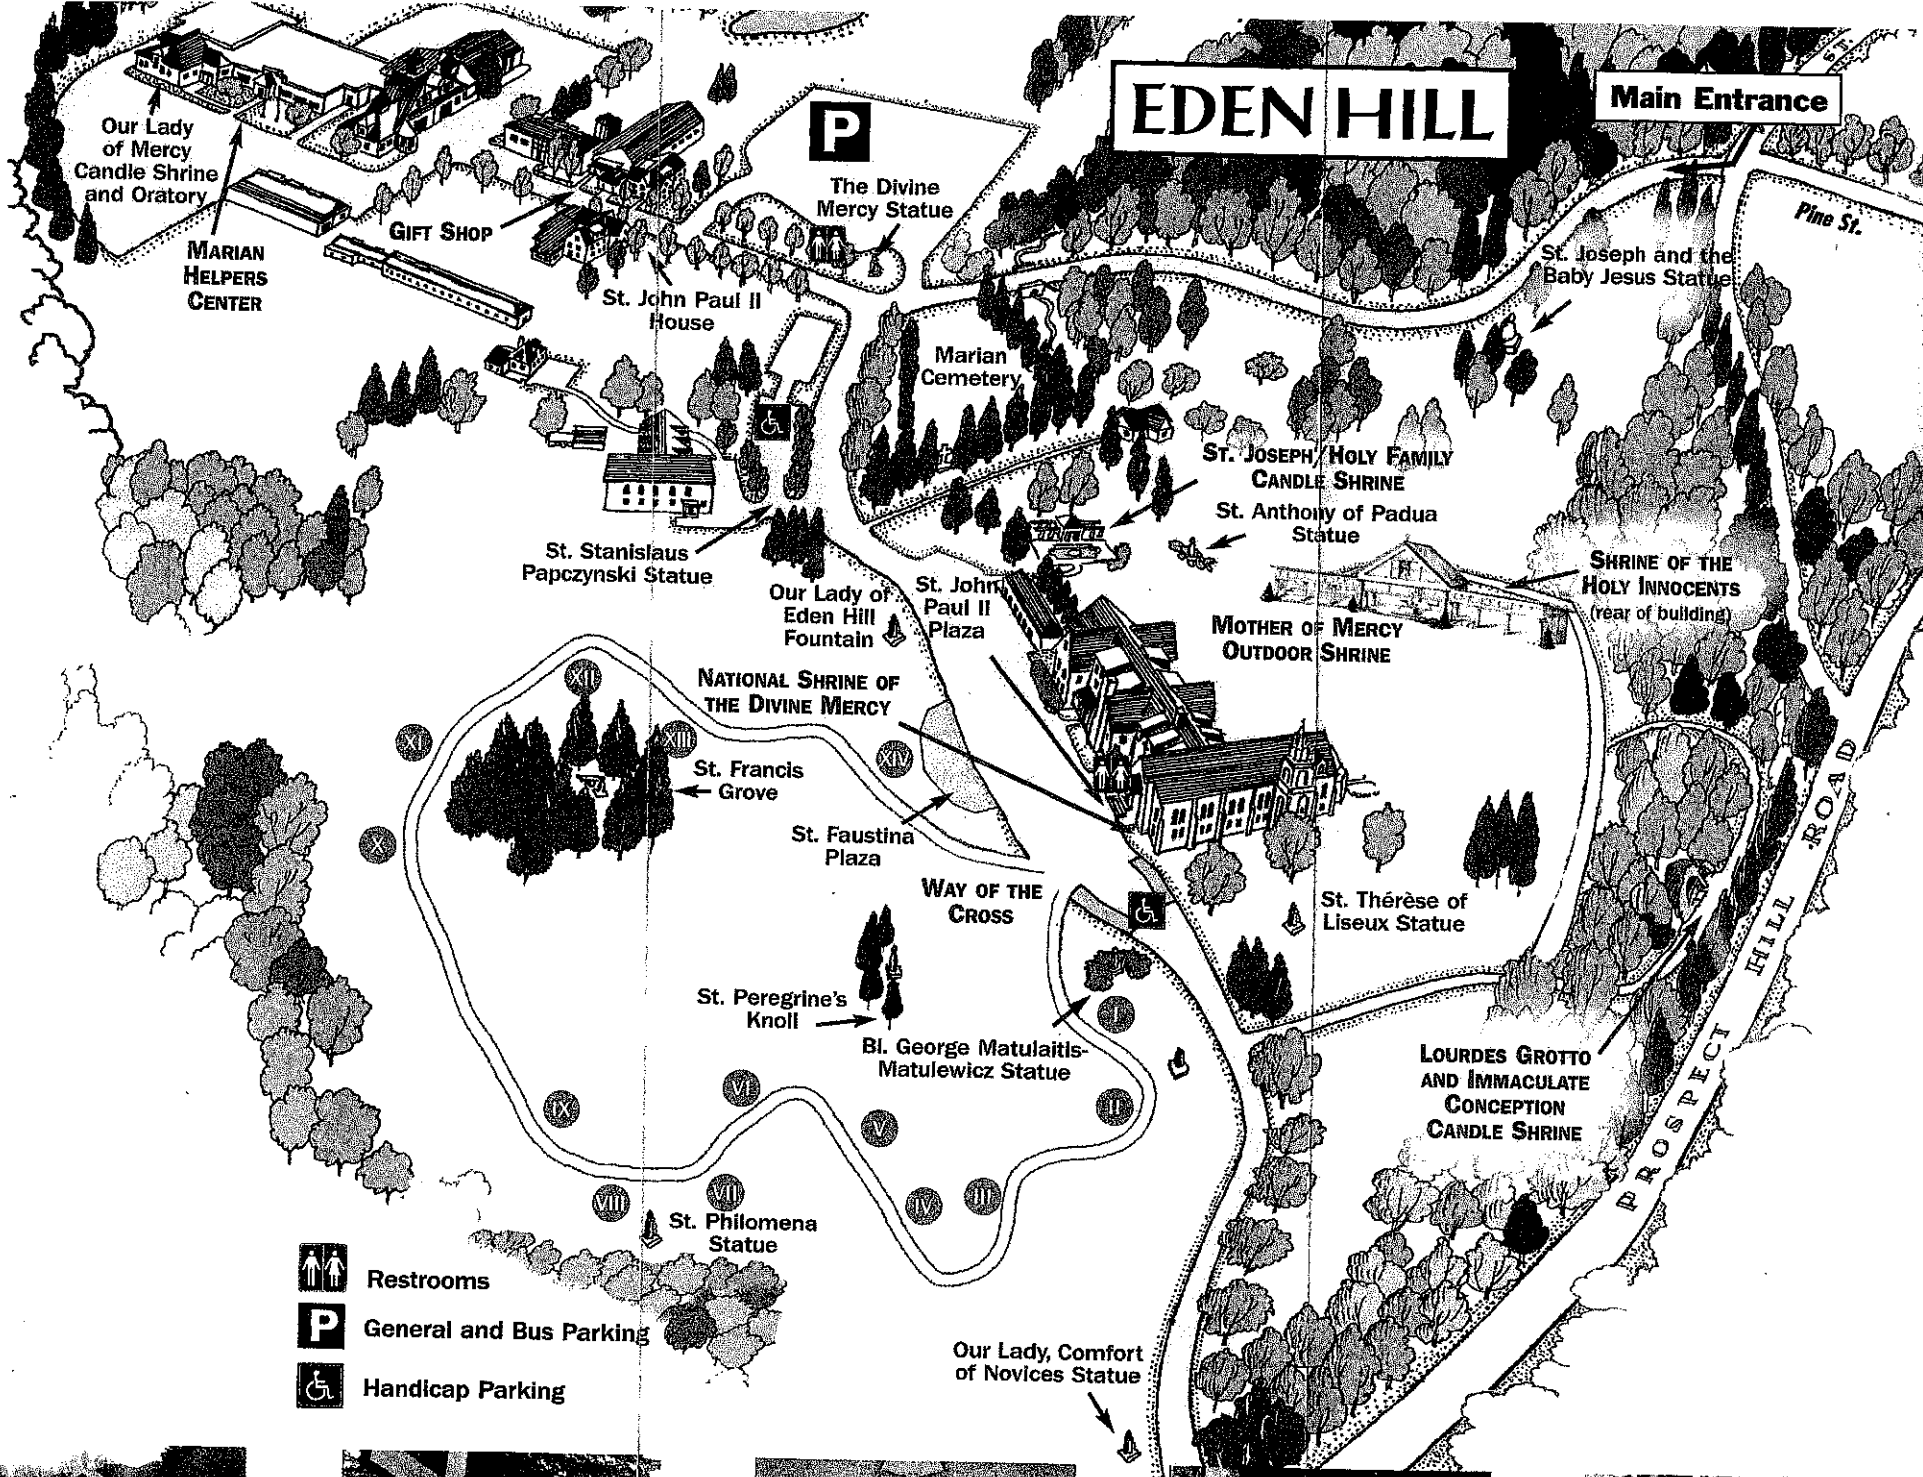 EDEN HILL
Main Entrance
ST.
Pine St.
P
Our Lady
of Mercy
Candle Shrine
and Oratory
MARIAN
HELPERS
CENTER
GIFT SHOP
The Divine
Mercy Statue
St. John Paul II
House
St. Joseph and the
Baby Jesus Statue
Marian
Cemetery
ST. JOSEPH/HOLY FAMILY
CANDLE SHRINE
St. Anthony of Padua
Statue
St. Stanislaus
Papczynski Statue
Our Lady of
Eden Hill
Fountain
St. John
Paul II
Plaza
SHRINE OF THE
HOLY INNOCENTS
(rear of building)
MOTHER OF MERCY
OUTDOOR SHRINE
NATIONAL SHRINE OF
THE DIVINE MERCY
XII
XI
XIII
XIV
St. Francis
Grove
X
St. Faustina
Plaza
WAY OF THE
CROSS
St. Thérèse of
Liseux Statue
PROSPECT HILL ROAD
St. Peregrine's
Knoll
I
Bl. George Matulaitis-
Matulewicz Statue
LOURDES GROTTO
AND IMMACULATE
CONCEPTION
CANDLE SHRINE
IX
VI
V
II
VIII
VII
IV
III
St. Philomena
Statue
Restrooms
P
General and Bus Parking
Handicap Parking
Our Lady, Comfort
of Novices Statue